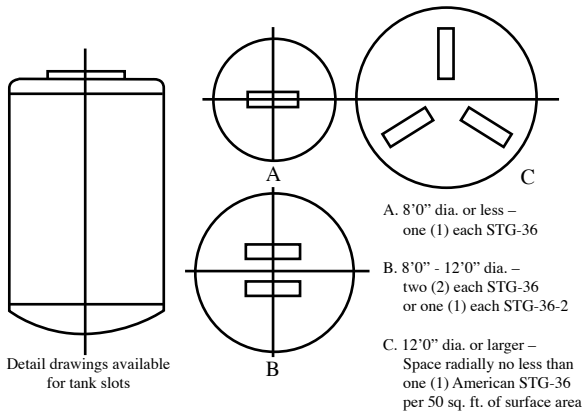 A
C
B
Detail drawings available
for tank slots
A. 8’0” dia. or less –
one (1) each STG-36
B. 8’0” - 12’0” dia. –
two (2) each STG-36
or one (1) each STG-36-2
C. 12’0” dia. or larger –
Space radially no less than
one (1) American STG-36
per 50 sq. ft. of surface area